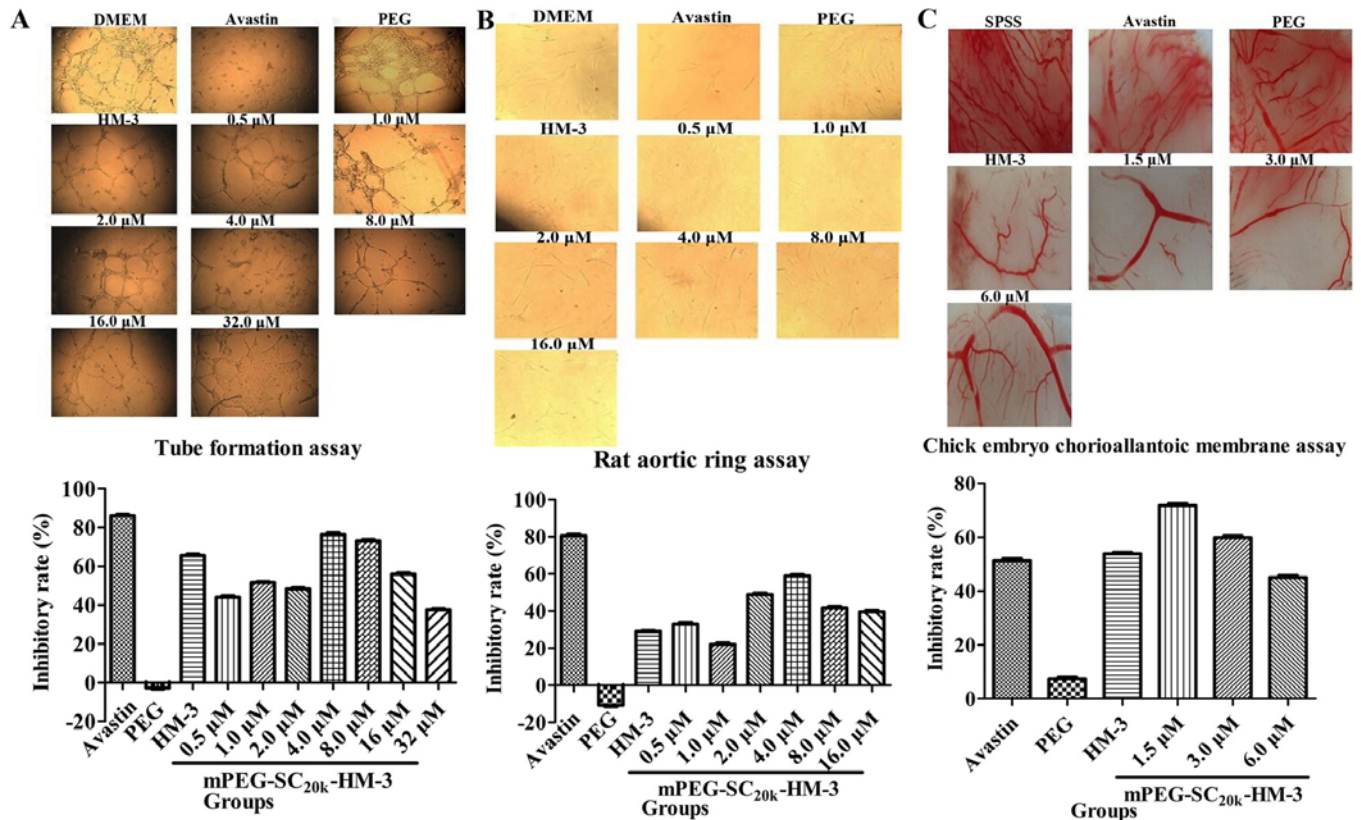 A
DMEM Avastin PEG
HM-3 0.5 µM 1.0 µM
2.0 µM 4.0 µM 8.0 µM
16.0 µM 32.0 µM
Tube formation assay
Inhibitory rate (%)
100
80
60
40
20
0
-20
Avastin PEG HM-3 0.5 µM 1.0 µM 2.0 µM 4.0 µM 8.0 µM 16 µM 32 µM
mPEG-SC20k-HM-3
Groups
B
DMEM Avastin PEG
HM-3 0.5 µM 1.0 µM
2.0 µM 4.0 µM 8.0 µM
16.0 µM
Rat aortic ring assay
Inhibitory rate (%)
100
80
60
40
20
0
-20
Avastin PEG HM-3 0.5 µM 1.0 µM 2.0 µM 4.0 µM 8.0 µM 16.0 µM
mPEG-SC20k-HM-3
Groups
C
SPSS Avastin PEG
HM-3 1.5 µM 3.0 µM
6.0 µM
Chick embryo chorioallantoic membrane assay
Inhibitory rate (%)
80
60
40
20
0
Avastin PEG HM-3 1.5 µM 3.0 µM 6.0 µM
mPEG-SC20k-HM-3
Groups